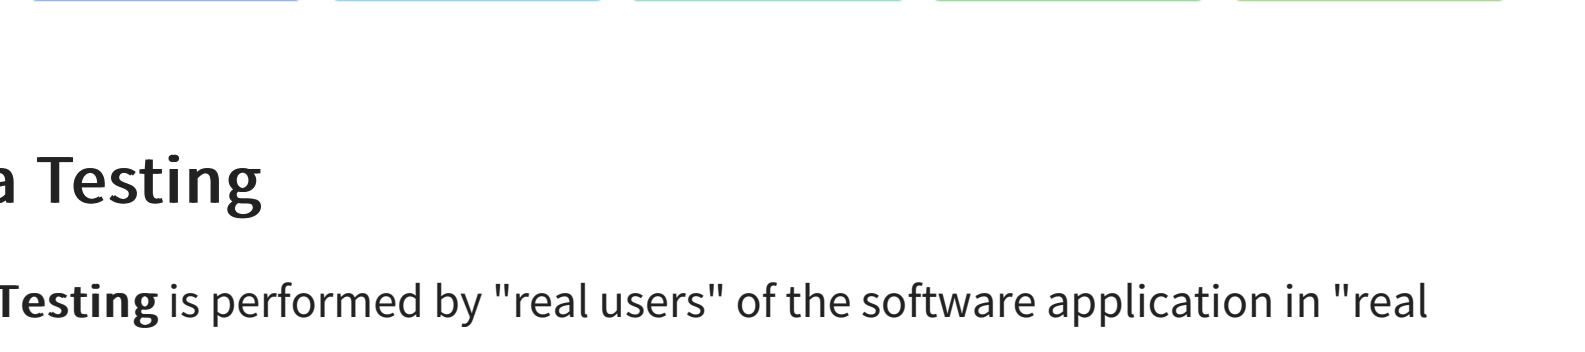 a Testing
Testing is performed by "real users" of the software application in "real